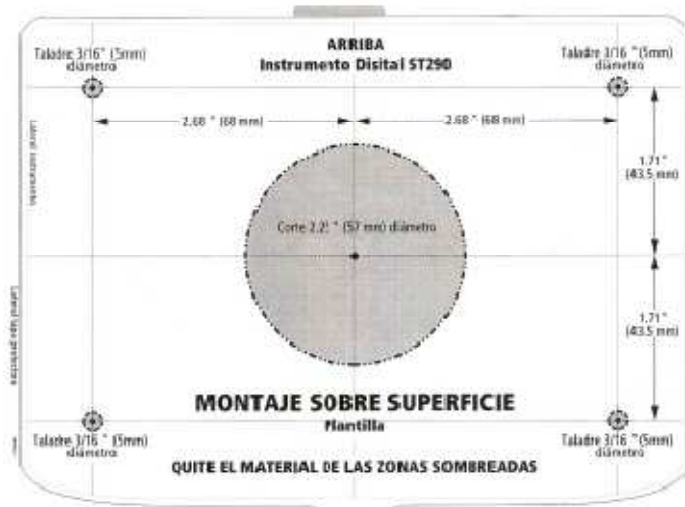 ARRIBA
Instrumento Disital ST290
Taladre 3/16" (5mm)
diámetro
Taladre 3/16 " (5mm)
diámetro
2.68 " (68 mm)
2.68 " (68 mm)
1.71"
(43.5 mm)
Lateral instrumento
Corte 2.25 " (57 mm) diámetro
1.71 "
(43.5 mm)
MONTAJE SOBRE SUPERFICIE
Plantilla
Taladre 3/16 " (5mm)
diámetro
Taladre 3/16 " (5mm)
diámetro
QUITE EL MATERIAL DE LAS ZONAS SOMBREADAS